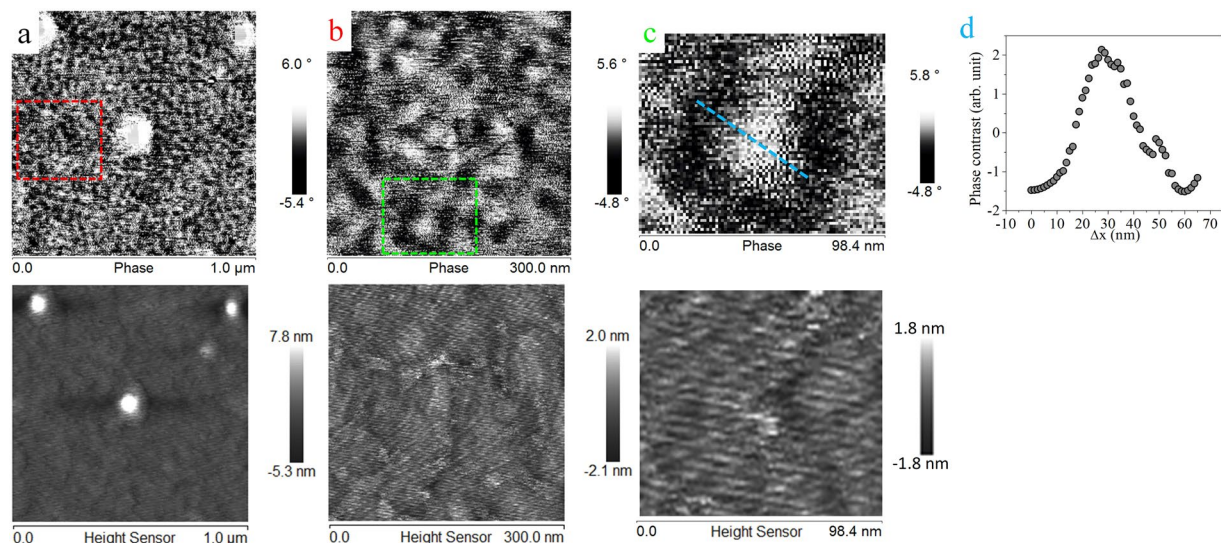 a
6.0 °
-5.4 °
0.0 Phase 1.0 µm
b
5.6 °
-4.8 °
0.0 Phase 300.0 nm
c
5.8 °
-4.8 °
0.0 Phase 98.4 nm
d
Phase contrast (arb. unit)
2
1
0
-1
-2
-10 0 10 20 30 40 50 60 70
Δx (nm)
7.8 nm
-5.3 nm
0.0 Height Sensor 1.0 µm
2.0 nm
-2.1 nm
0.0 Height Sensor 300.0 nm
1.8 nm
-1.8 nm
0.0 Height Sensor 98.4 nm